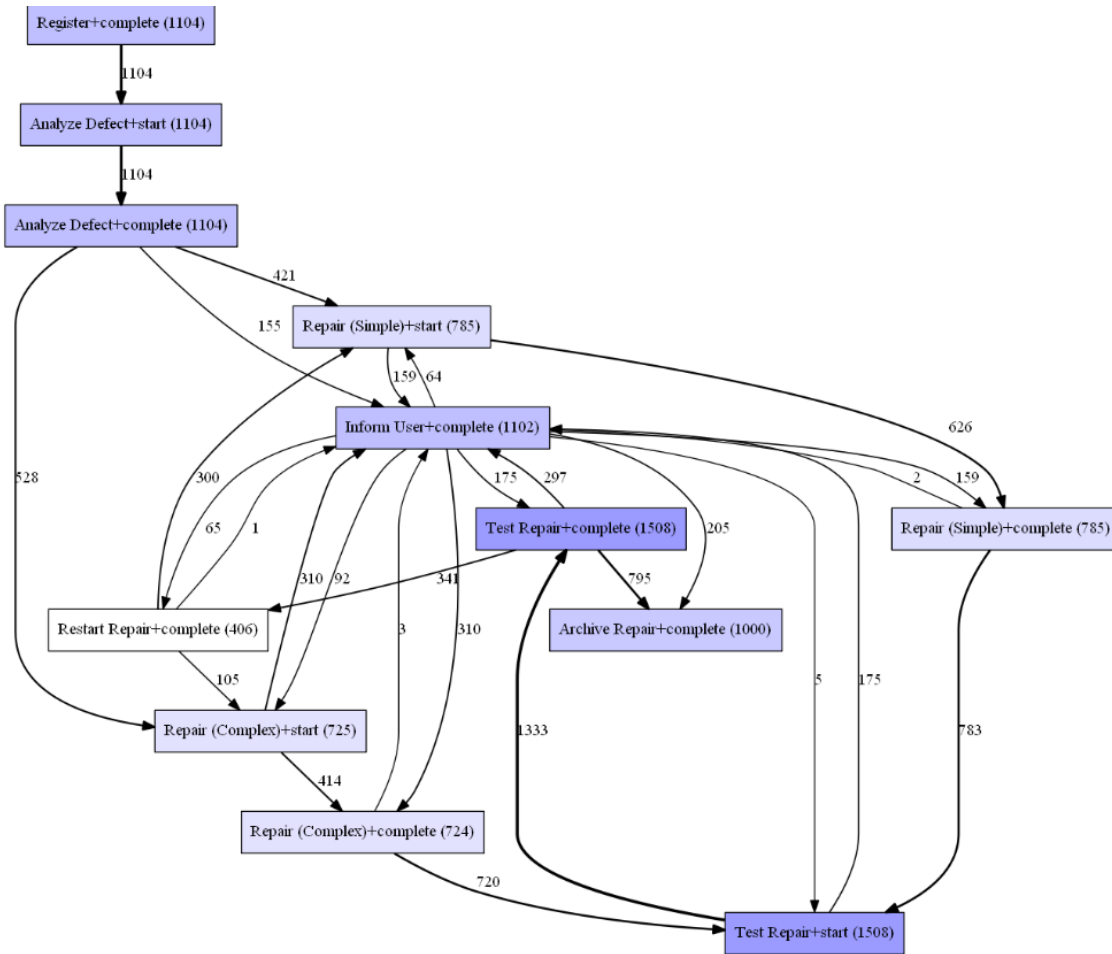 Register+complete (1104)
1104
Analyze Defect+start (1104)
1104
Analyze Defect+complete (1104)
421
155
Repair (Simple)+start (785)
159
64
Inform User+complete (1102)
626
528
300
65
1
175
297
205
2
159
Test Repair+complete (1508)
Repair (Simple)+complete (785)
310
92
341
795
Restart Repair+complete (406)
3
310
Archive Repair+complete (1000)
105
5
175
Repair (Complex)+start (725)
1333
783
414
Repair (Complex)+complete (724)
720
Test Repair+start (1508)